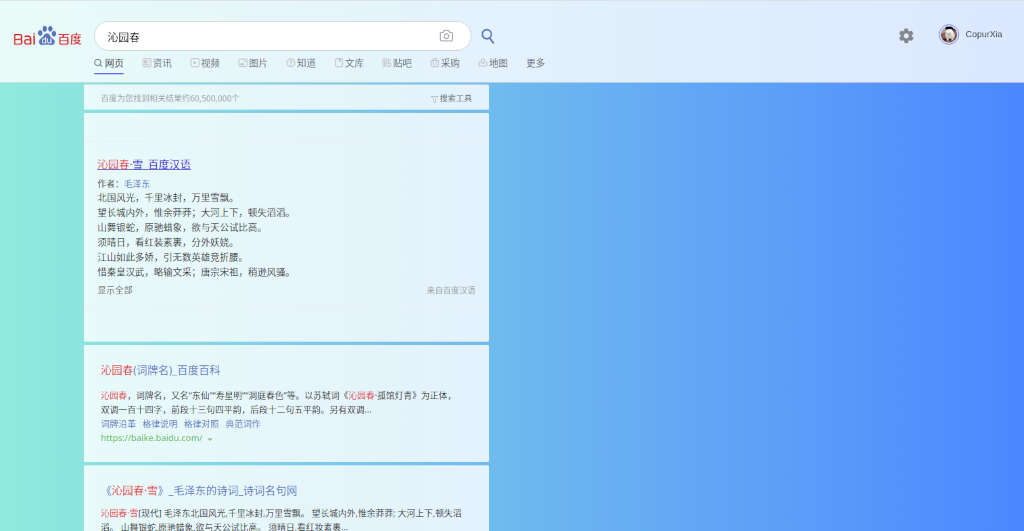 Bai du 百度
沁园春
CopurXia
网页 资讯 视频 图片 知道 文库 贴吧 采购 地图 更多
百度为您找到相关结果约60,500,000个 搜索工具
沁园春·雪_百度汉语
作者：毛泽东
北国风光，千里冰封，万里雪飘。
望长城内外，惟余莽莽；大河上下，顿失滔滔。
山舞银蛇，原驰蜡象，欲与天公试比高。
须晴日，看红装素裹，分外妖娆。
江山如此多娇，引无数英雄竞折腰。
惜秦皇汉武，略输文采；唐宗宋祖，稍逊风骚。
显示全部 来自百度汉语
沁园春(词牌名)_百度百科
沁园春，词牌名，又名“东仙”“寿星明”“洞庭春色”等。以苏轼词《沁园春·孤馆灯青》为正体，
双调一百十四字，前段十三句四平韵，后段十二句五平韵。另有双调...
词牌沿革 格律说明 格律对照 典范词作
https://baike.baidu.com/
《沁园春·雪》_毛泽东的诗词_诗词名句网
沁园春·雪[现代] 毛泽东北国风光,千里冰封,万里雪飘。 望长城内外,惟余莽莽; 大河上下,顿失滔
滔。 山舞银蛇,原驰蜡象,欲与天公试比高。 须晴日,看红妆素裹...